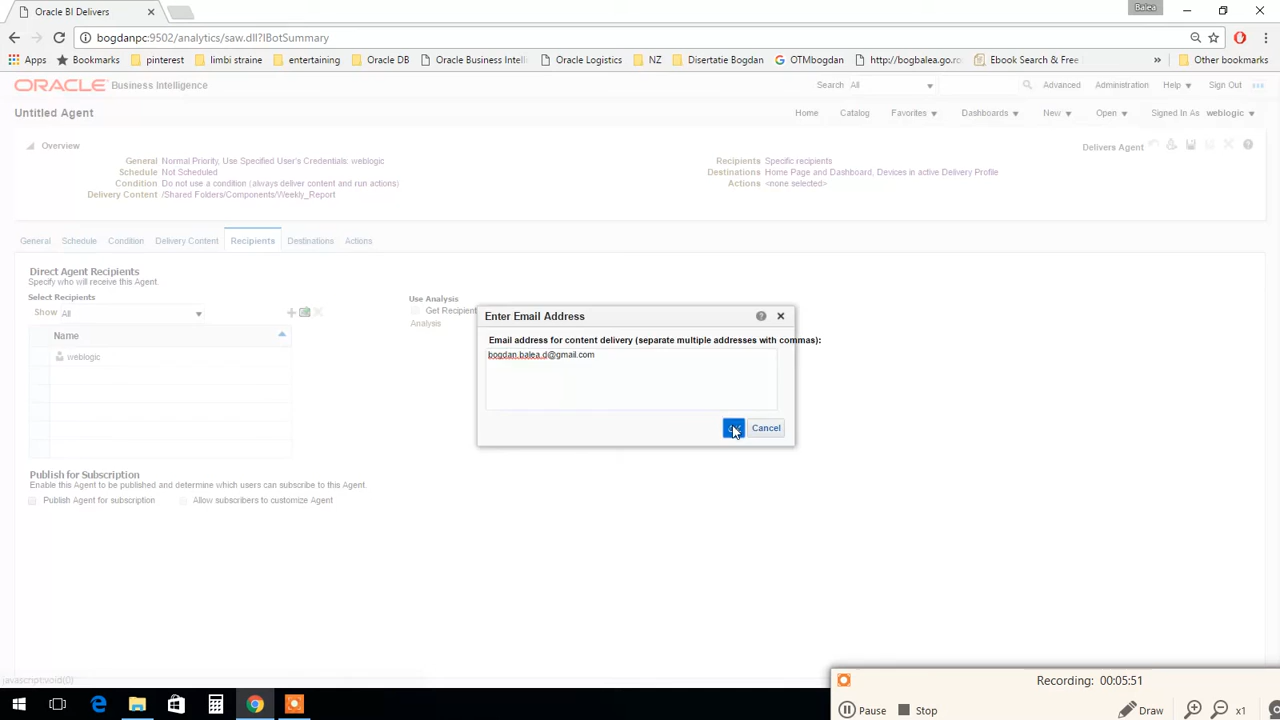 Oracle BI Delivers
Balea
bogdanpc:9502/analytics/saw.dll?IBotSummary
Apps Bookmarks pinterest limbi straine entertaining Oracle DB Oracle Business Intelli Oracle Logistics NZ Disertatie Bogdan OTMbogdan http://bogbalea.go.ro Ebook Search & Free Other bookmarks
ORACLE Business Intelligence Search All Advanced Administration Help Sign Out
Untitled Agent Home Catalog Favorites Dashboards New Open Signed In As weblogic
Overview Delivers Agent
General Normal Priority, Use Specified User's Credentials: weblogic Recipients Specific recipients
Schedule Not Scheduled Destinations Home Page and Dashboard, Devices in active Delivery Profile
Condition Do not use a condition (always deliver content and run actions) Actions <none selected>
Delivery Content /Shared Folders/Components/Weekly_Report
General Schedule Condition Delivery Content Recipients Destinations Actions
Direct Agent Recipients
Specify who will receive this Agent.
Select Recipients Use Analysis
Show All Get Recipient
Analysis
Name
weblogic
Enter Email Address
Email address for content delivery (separate multiple addresses with commas):
bogdan.balea.d@gmail.com
Cancel
Publish for Subscription
Enable this Agent to be published and determine which users can subscribe to this Agent.
Publish Agent for subscription Allow subscribers to customize Agent
javascript:void(0)
Recording: 00:05:51
Pause Stop Draw x1